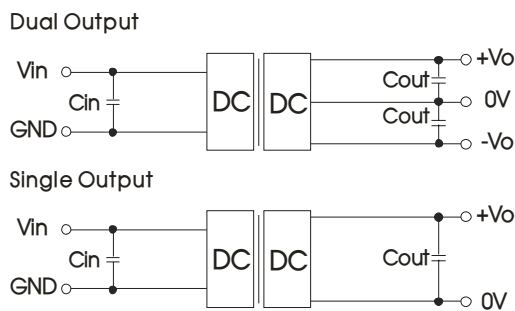 Dual Output
Vin
+Vo
Cout
Cin
DC
DC
0V
Cout
GND
-Vo
Single Output
Vin
+Vo
Cin
DC
DC
Cout
GND
0V